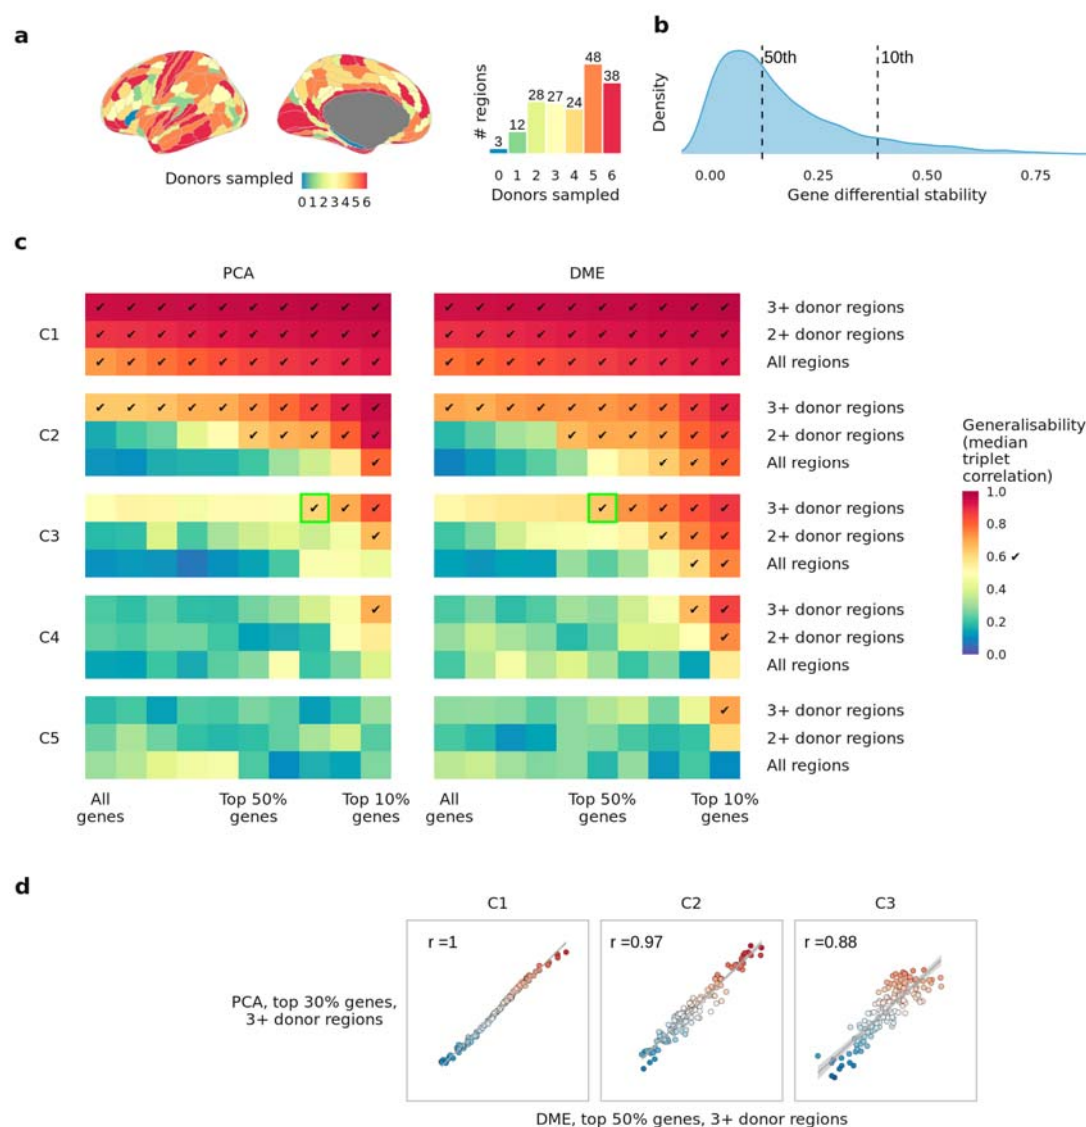 a
Donors sampled
0 1 2 3 4 5 6
# regions
3
12
28
27
24
48
38
0 1 2 3 4 5 6
Donors sampled
b
50th
10th
Density
0.00 0.25 0.50 0.75
Gene differential stability
c
PCA
DME
C1
✔ ✔ ✔ ✔ ✔ ✔ ✔ ✔ ✔ ✔ ✔ ✔ ✔ ✔ ✔ ✔ ✔ ✔ ✔ ✔ 3+ donor regions
✔ ✔ ✔ ✔ ✔ ✔ ✔ ✔ ✔ ✔ ✔ ✔ ✔ ✔ ✔ ✔ ✔ ✔ ✔ ✔ 2+ donor regions
✔ ✔ ✔ ✔ ✔ ✔ ✔ ✔ ✔ ✔ ✔ ✔ ✔ ✔ ✔ ✔ ✔ ✔ ✔ ✔ All regions
C2
✔ ✔ ✔ ✔ ✔ ✔ ✔ ✔ ✔ ✔ ✔ ✔ ✔ ✔ ✔ ✔ ✔ ✔ ✔ ✔ 3+ donor regions
✔ ✔ ✔ ✔ ✔ ✔ ✔ ✔ ✔ ✔ ✔ 2+ donor regions
✔ ✔ ✔ ✔ All regions
C3
✔ ✔ ✔ ✔ ✔ ✔ ✔ ✔ 3+ donor regions
✔ ✔ ✔ ✔ 2+ donor regions
✔ ✔ All regions
C4
✔ ✔ ✔ 3+ donor regions
✔ 2+ donor regions
All regions
C5
✔ 3+ donor regions
2+ donor regions
All regions
All genes
Top 50% genes
Top 10% genes
All genes
Top 50% genes
Top 10% genes
Generalisability
(median
triplet
correlation)
1.0
0.8
0.6 ✔
0.4
0.2
0.0
d
C1
C2
C3
r =1
r =0.97
r =0.88
PCA, top 30% genes,
3+ donor regions
DME, top 50% genes, 3+ donor regions